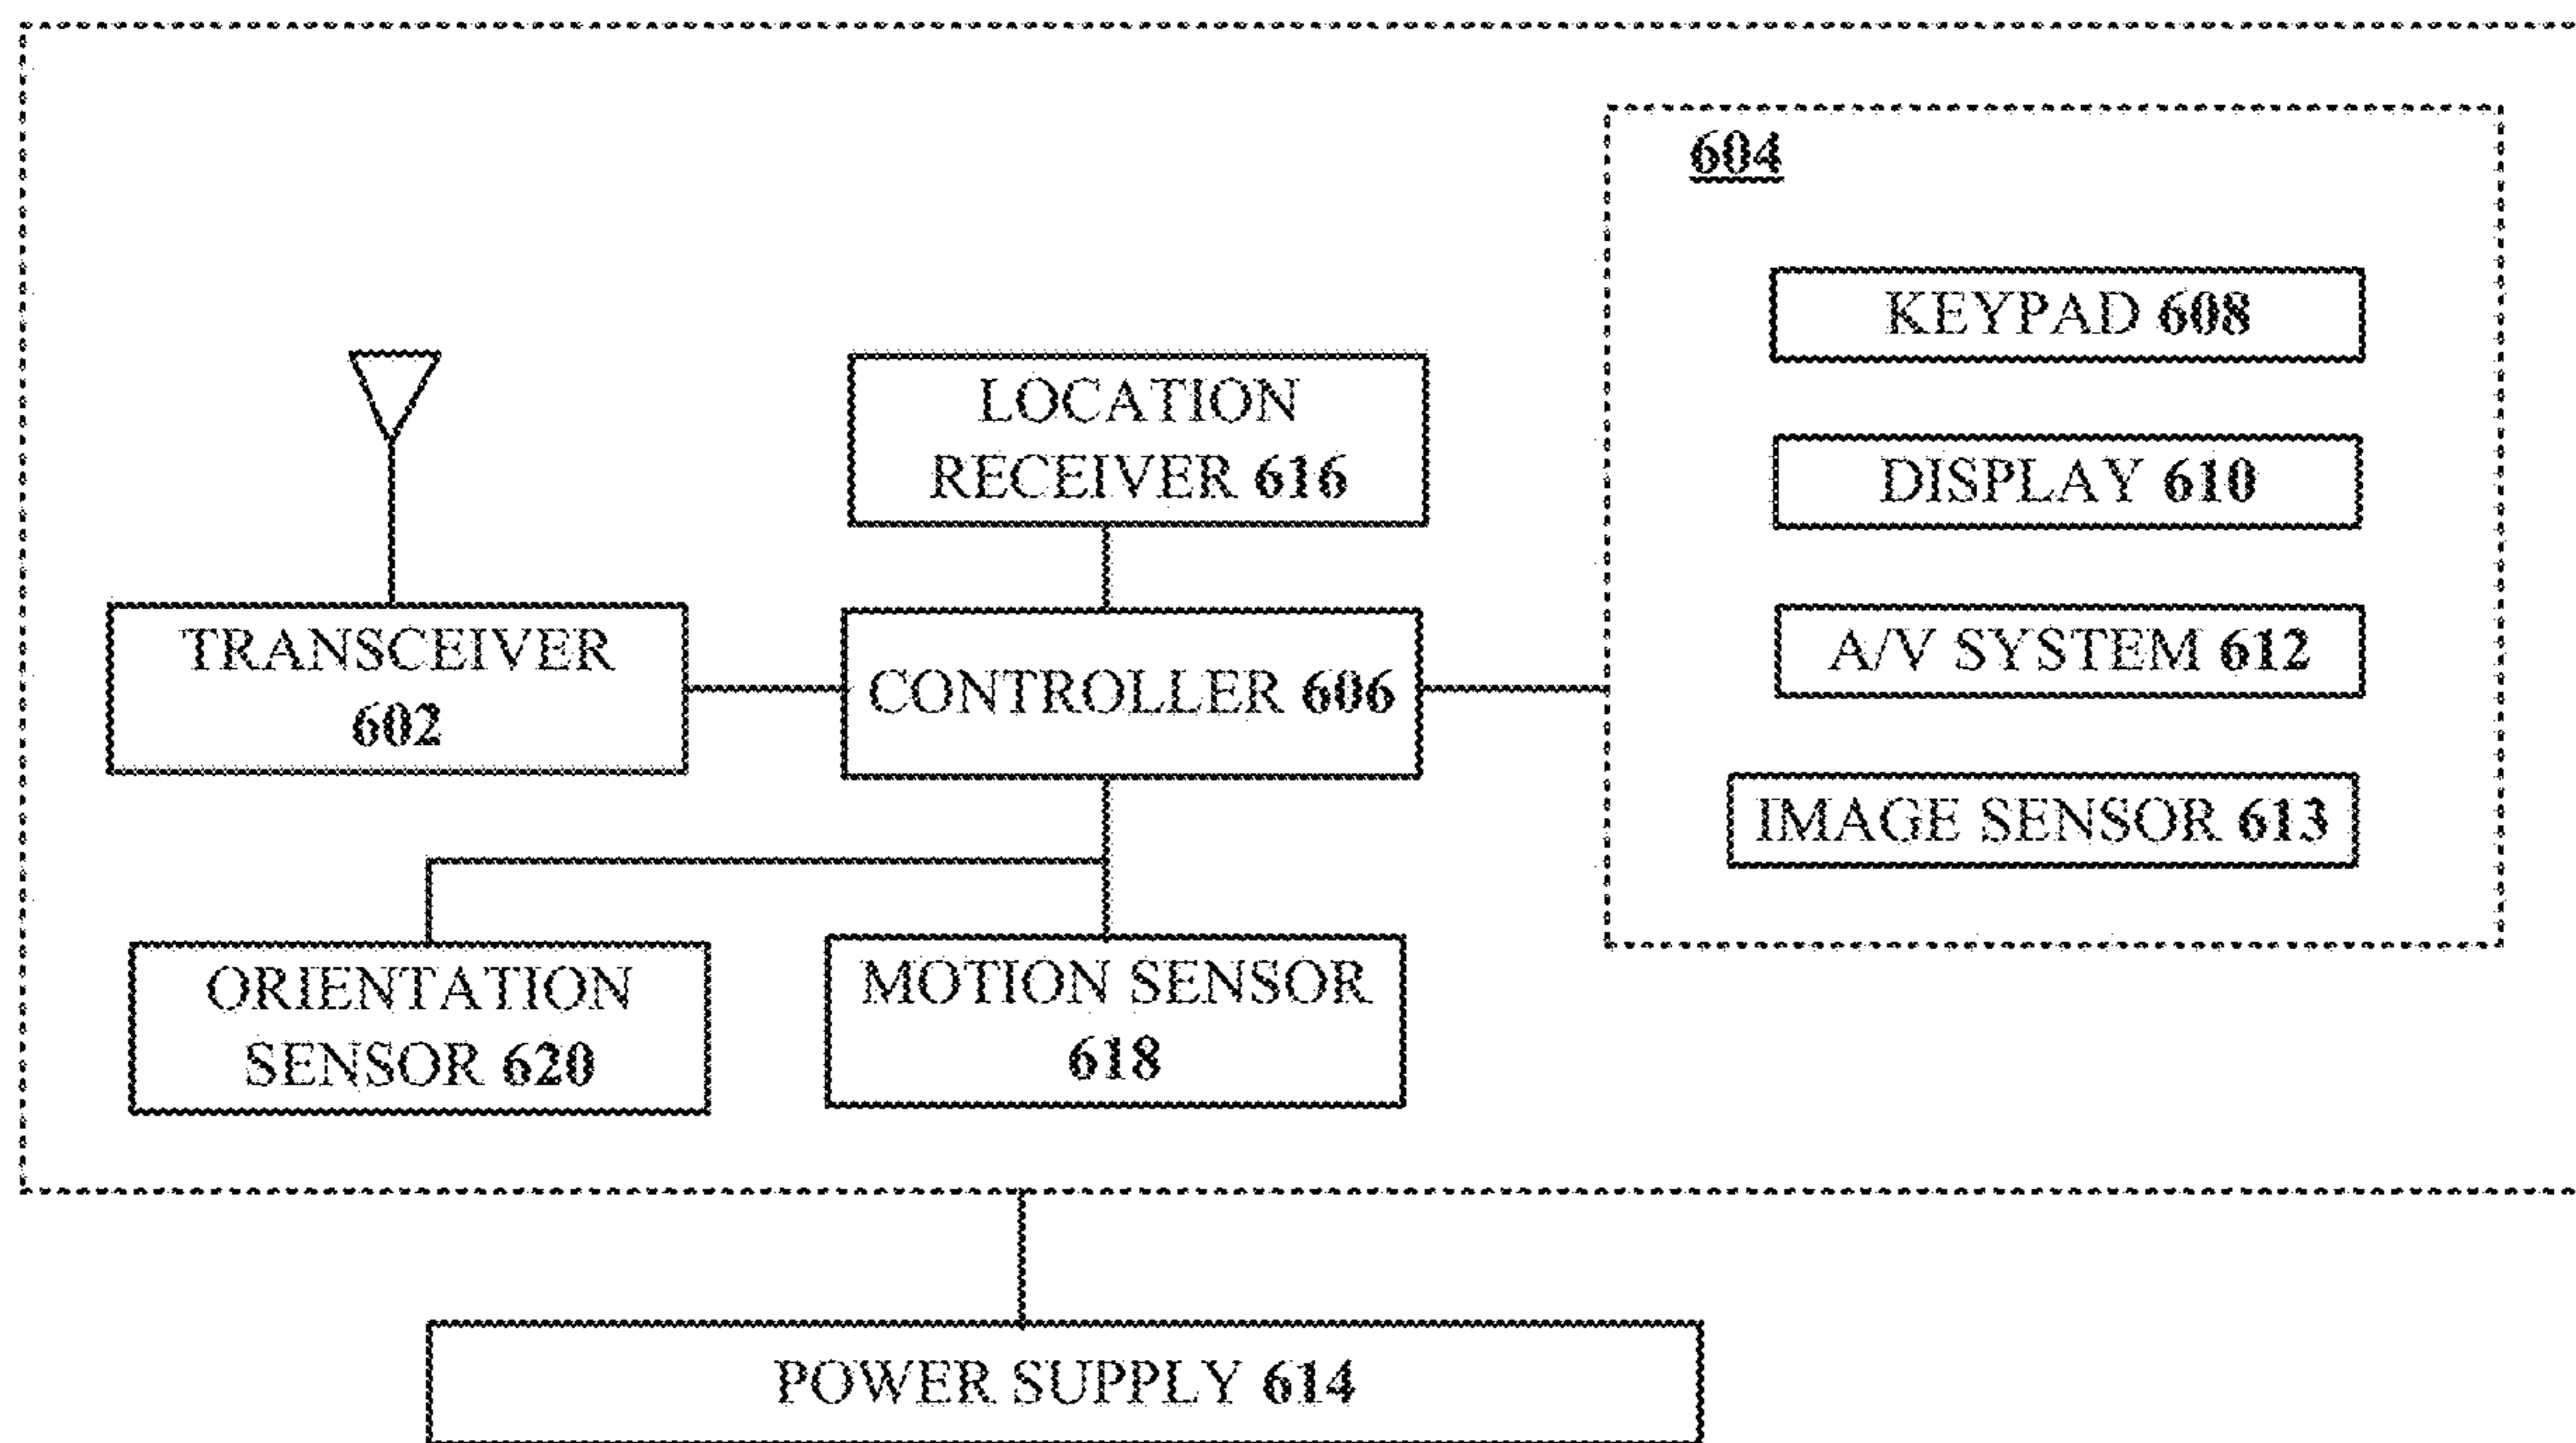 604
KEYPAD 608
LOCATION
RECEIVER 616
DISPLAY 610
TRANSCEIVER
602
CONTROLLER 606
A/V SYSTEM 612
IMAGE SENSOR 613
ORIENTATION
SENSOR 620
MOTION SENSOR
618
POWER SUPPLY 614